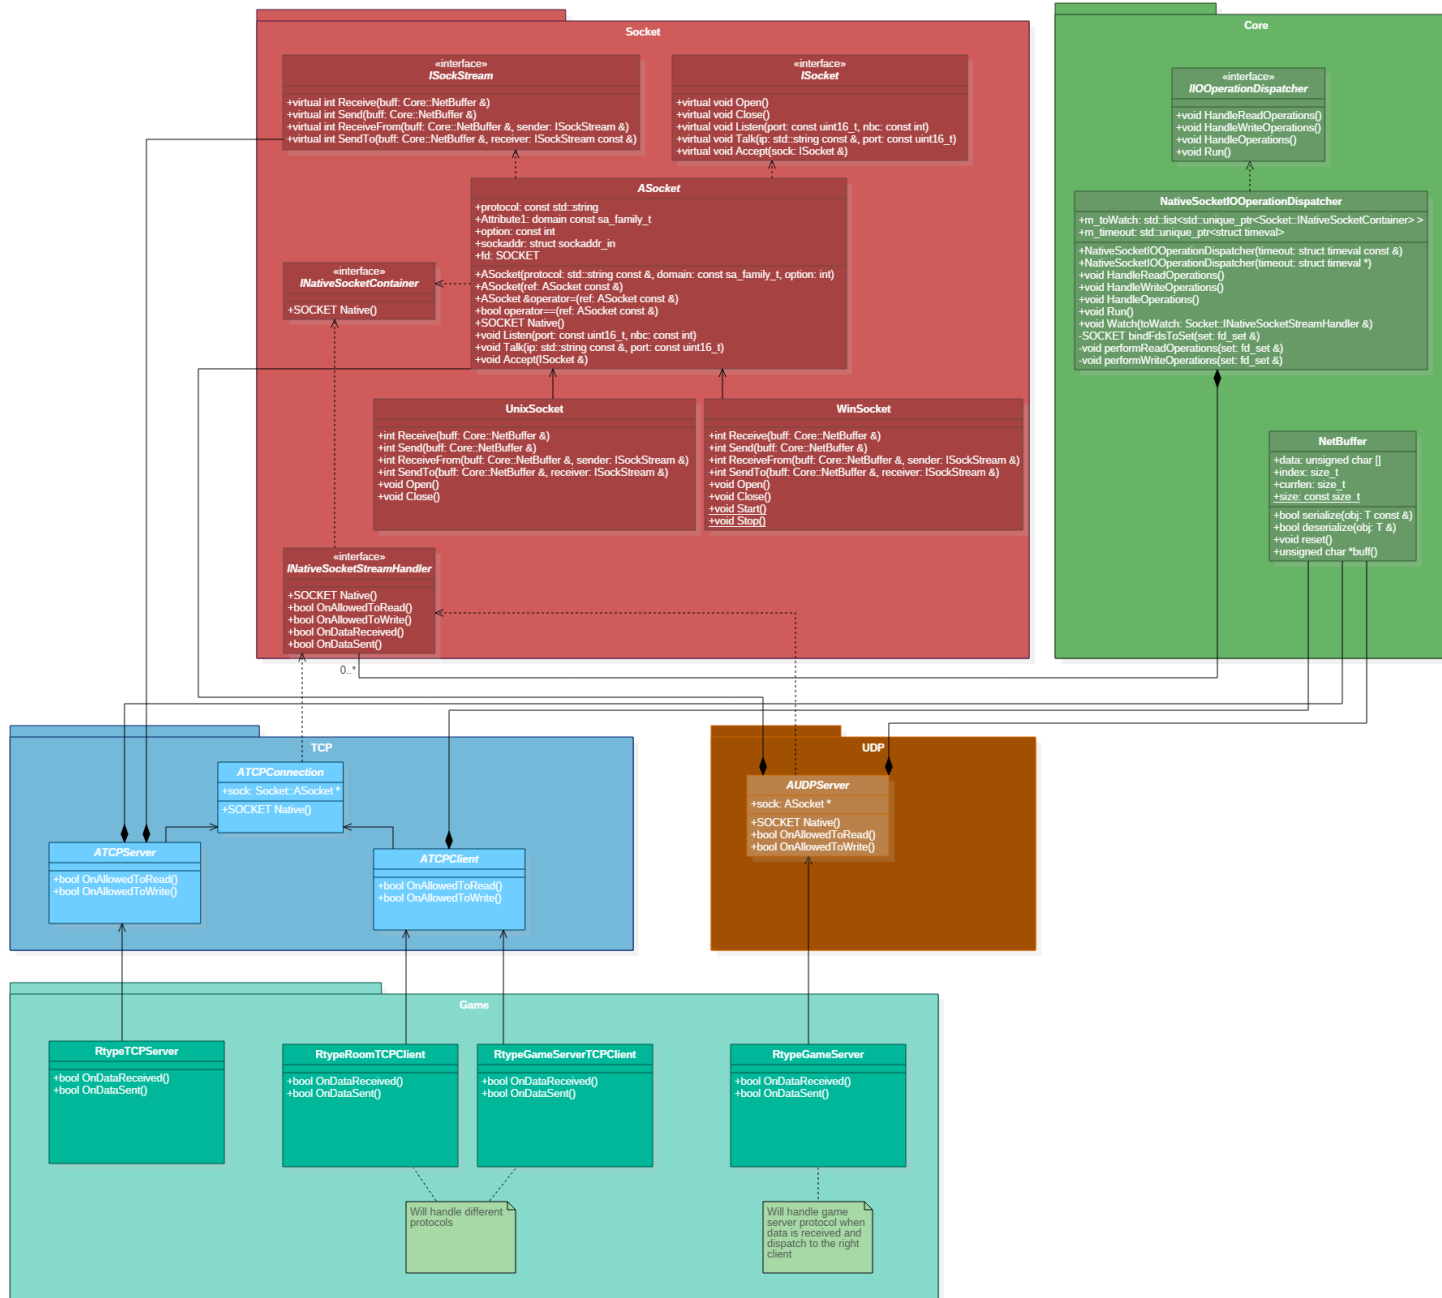 Socket
«interface»
ISockStream
+virtual int Receive(buff: Core::NetBuffer &)
+virtual int Send(buff: Core::NetBuffer &)
+virtual int ReceiveFrom(buff: Core::NetBuffer &, sender: ISockStream &)
+virtual int SendTo(buff: Core::NetBuffer &, receiver: ISockStream const &)
«interface»
ISocket
+virtual void Open()
+virtual void Close()
+virtual void Listen(port: const uint16_t, nbc: const int)
+virtual void Talk(ip: std::string const &, port: const uint16_t)
+virtual void Accept(sock: ISocket &)
ASocket
+protocol: const std::string
+Attribute1: domain const sa_family_t
+option: const int
+sockaddr: struct sockaddr_in
+fd: SOCKET
+ASocket(protocol: std::string const &, domain: const sa_family_t, option: int)
+ASocket(ref: ASocket const &)
+ASocket &operator=(ref: ASocket const &)
+bool operator==(ref: ASocket const &)
+SOCKET Native()
+void Listen(port: const uint16_t, nbc: const int)
+void Talk(ip: std::string const &, port: const uint16_t)
+void Accept(ISocket &)
«interface»
INativeSocketContainer
+SOCKET Native()
UnixSocket
+int Receive(buff: Core::NetBuffer &)
+int Send(buff: Core::NetBuffer &)
+int ReceiveFrom(buff: Core::NetBuffer &, sender: ISockStream &)
+int SendTo(buff: Core::NetBuffer &, receiver: ISockStream &)
+void Open()
+void Close()
WinSocket
+int Receive(buff: Core::NetBuffer &)
+int Send(buff: Core::NetBuffer &)
+int ReceiveFrom(buff: Core::NetBuffer &, sender: ISockStream &)
+int SendTo(buff: Core::NetBuffer &, receiver: ISockStream &)
+void Open()
+void Close()
+void Start()
+void Stop()
«interface»
INativeSocketStreamHandler
+SOCKET Native()
+bool OnAllowedToRead()
+bool OnAllowedToWrite()
+bool OnDataReceived()
+bool OnDataSent()
0..*
Core
«interface»
IIOOperationDispatcher
+void HandleReadOperations()
+void HandleWriteOperations()
+void HandleOperations()
+void Run()
NativeSocketIOOperationDispatcher
+m_toWatch: std::list<std::unique_ptr<Socket::INativeSocketContainer> >
+m_timeout: std::unique_ptr<struct timeval>
+NativeSocketIOOperationDispatcher(timeout: struct timeval const &)
+NativeSocketIOOperationDispatcher(timeout: struct timeval *)
+void HandleReadOperations()
+void HandleWriteOperations()
+void HandleOperations()
+void Run()
+void Watch(toWatch: Socket::INativeSocketStreamHandler &)
-SOCKET bindFdsToSet(set: fd_set &)
-void performReadOperations(set: fd_set &)
-void performWriteOperations(set: fd_set &)
NetBuffer
+data: unsigned char []
+index: size_t
+currlen: size_t
+size: const size_t
+bool serialize(obj: T const &)
+bool deserialize(obj: T &)
+void reset()
+unsigned char *buff()
TCP
ATCPConnection
+sock: Socket::ASocket *
+SOCKET Native()
ATCPServer
+bool OnAllowedToRead()
+bool OnAllowedToWrite()
ATCPClient
+bool OnAllowedToRead()
+bool OnAllowedToWrite()
UDP
AUDPServer
+sock: ASocket *
+SOCKET Native()
+bool OnAllowedToRead()
+bool OnAllowedToWrite()
Game
RtypeTCPServer
+bool OnDataReceived()
+bool OnDataSent()
RtypeRoomTCPClient
+bool OnDataReceived()
+bool OnDataSent()
RtypeGameServerTCPClient
+bool OnDataReceived()
+bool OnDataSent()
RtypeGameServer
+bool OnDataReceived()
+bool OnDataSent()
Will handle different
protocols
Will handle game
server protocol when
data is received and
dispatch to the right
client